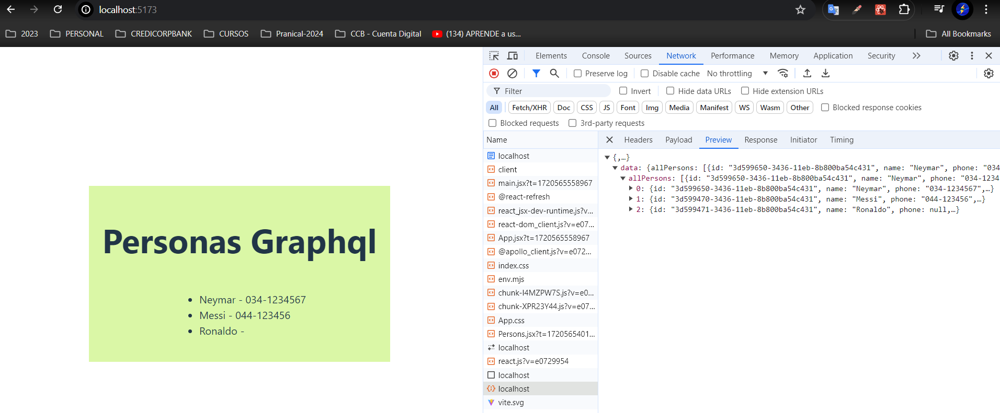 localhost:5173
2023 PERSONAL CREDICORPBANK CURSOS Pranical-2024 CCB - Cuenta Digital (134) APRENDE a us... All Bookmarks
Elements Console Sources Network Performance Memory Application Security
Preserve log Disable cache No throttling
Filter Invert Hide data URLs Hide extension URLs
All Fetch/XHR Doc CSS JS Font Img Media Manifest WS Wasm Other Blocked response cookies
Blocked requests 3rd-party requests
Name
localhost
client
main.jsx?t=1720565558967
@react-refresh
react_jsx-dev-runtime.js?v...
react-dom_client.js?v=e07...
App.jsx?t=1720565558967
@apollo_client.js?v=e072...
index.css
env.mjs
chunk-I4MZPW7S.js?v=e0...
chunk-XPR23Y44.js?v=e07...
App.css
Persons.jsx?t=1720565401...
localhost
react.js?v=e0729954
localhost
localhost
vite.svg
Headers Payload Preview Response Initiator Timing
{,…}
data: {allPersons: [{id: "3d599650-3436-11eb-8b800ba54c431", name: "Neymar", phone: "034
allPersons: [{id: "3d599650-3436-11eb-8b800ba54c431", name: "Neymar", phone: "034-1234
0: {id: "3d599650-3436-11eb-8b800ba54c431", name: "Neymar", phone: "034-1234567",…}
1: {id: "3d599470-3436-11eb-8b800ba54c431", name: "Messi", phone: "044-123456",…}
2: {id: "3d599471-3436-11eb-8b800ba54c431", name: "Ronaldo", phone: null,…}
Personas Graphql
• Neymar - 034-1234567
• Messi - 044-123456
• Ronaldo -